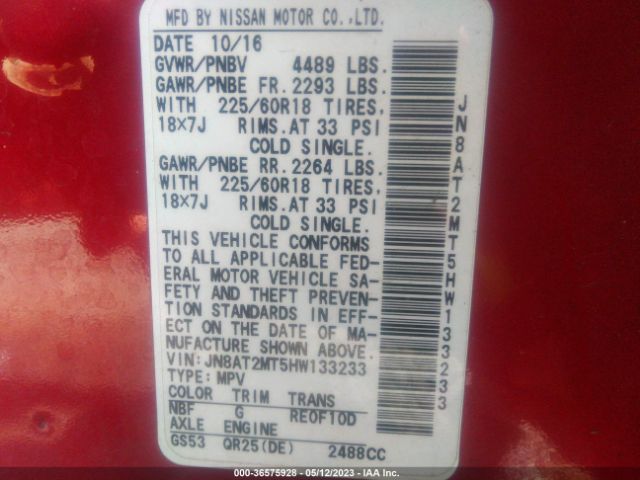 MFD BY NISSAN MOTOR CO.,LTD.
DATE 10/16
GVWR/PNBV 4489 LBS.
GAWR/PNBE FR. 2293 LBS.
WITH 225/60R18 TIRES,
18X7J RIMS. AT 33 PSI
COLD SINGLE.
GAWR/PNBE RR. 2264 LBS.
WITH 225/60R18 TIRES,
18X7J RIMS. AT 33 PSI
COLD SINGLE.
THIS VEHICLE CONFORMS
TO ALL APPLICABLE FED-
ERAL MOTOR VEHICLE SA-
FETY AND THEFT PREVEN-
TION STANDARDS IN EFF-
ECT ON THE DATE OF MA-
NUFACTURE SHOWN ABOVE.
VIN:JN8AT2MT5HW133233
TYPE:MPV
COLOR TRIM TRANS
NBF G RE0F10D
AXLE ENGINE
GS53 QR25(DE) 2488CC
JN8AT2MT5HW133233
000-36575928 - 05/12/2023 - IAA Inc.